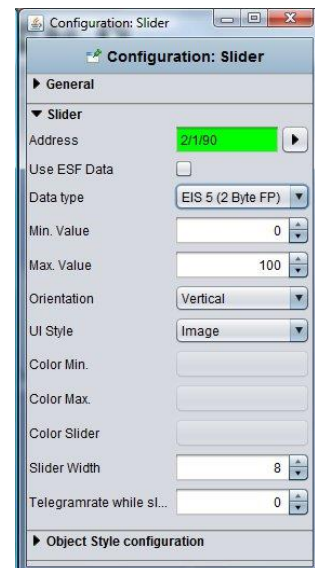 Configuration: Slider
Configuration: Slider
General
Slider
Address 2/1/90
Use ESF Data
Data type EIS 5 (2 Byte FP)
Min. Value 0
Max. Value 100
Orientation Vertical
UI Style Image
Color Min.
Color Max.
Color Slider
Slider Width 8
Telegramrate while sl... 0
Object Style configuration